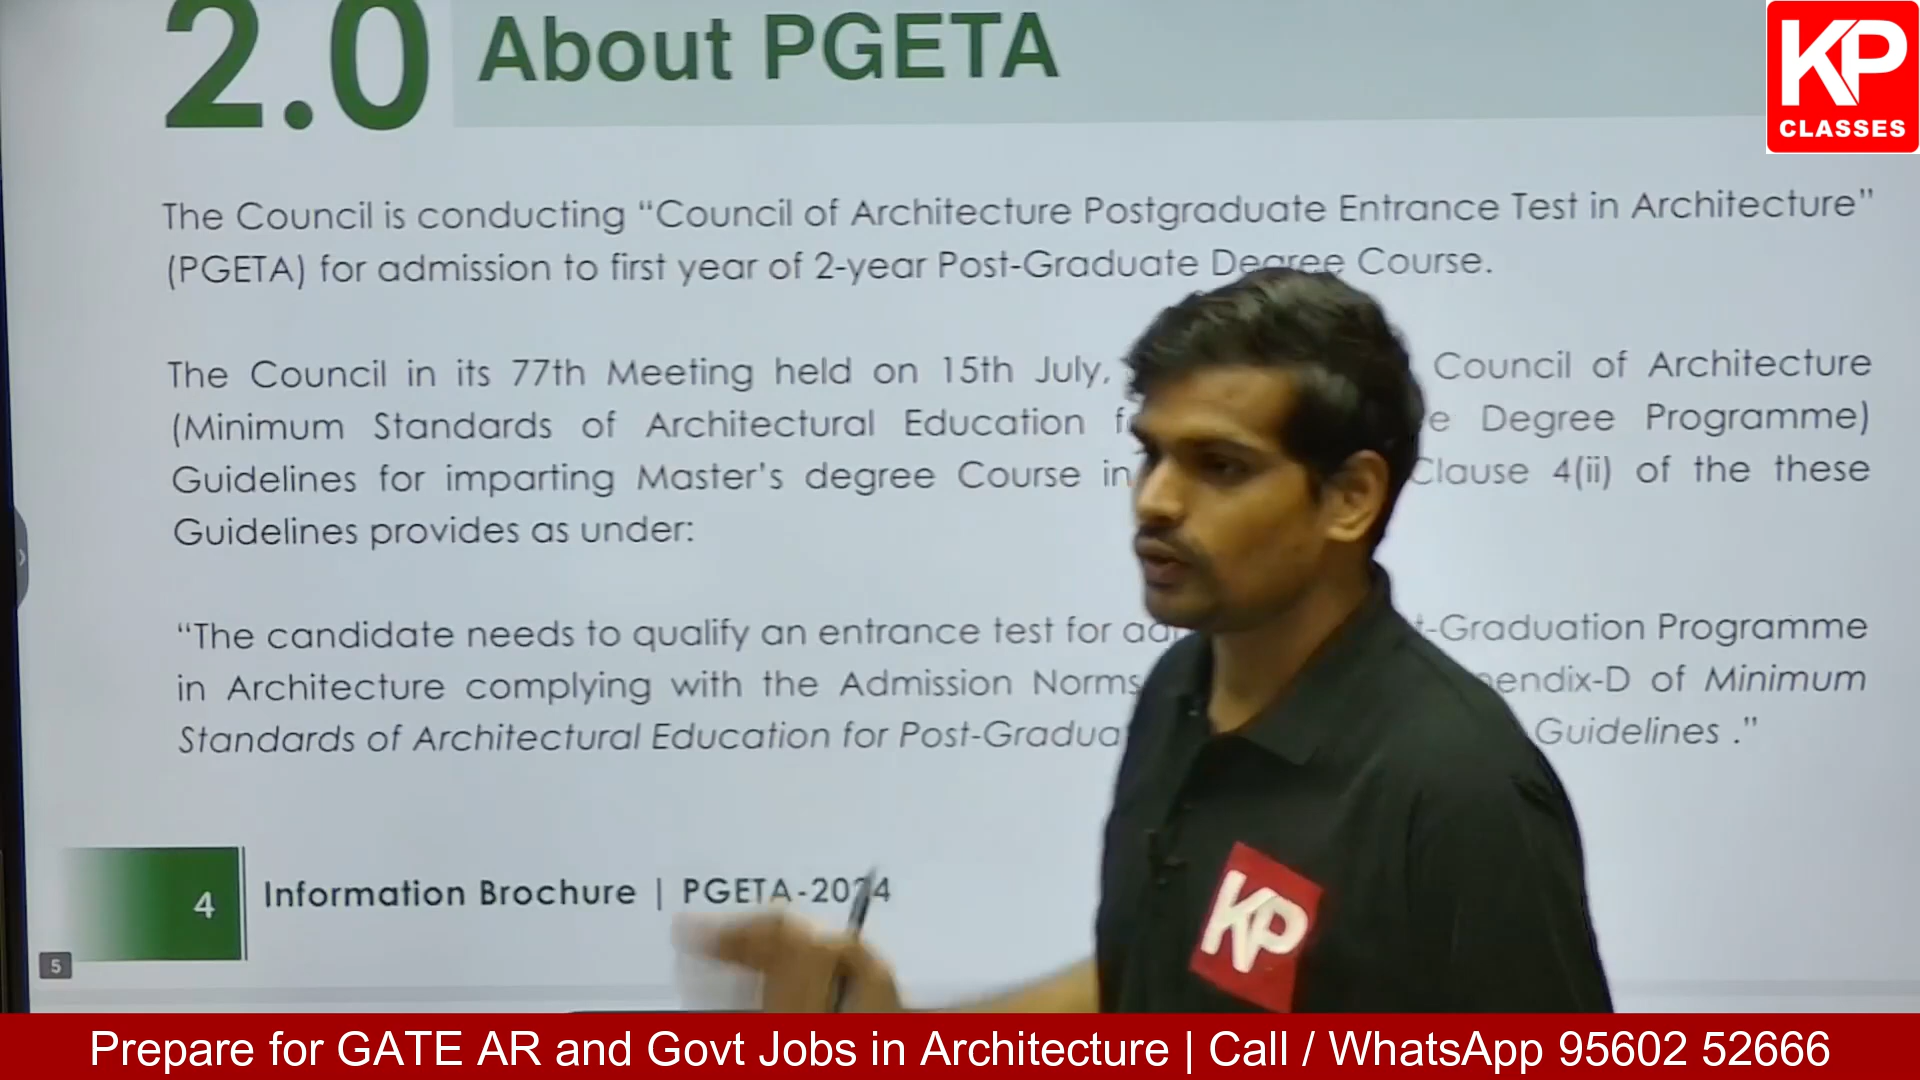 2.0 About PGETA
KP
CLASSES
The Council is conducting “Council of Architecture Postgraduate Entrance Test in Architecture”
(PGETA) for admission to first year of 2-year Post-Graduate Degree Course.
The Council in its 77th Meeting held on 15th July, Council of Architecture
(Minimum Standards of Architectural Education Degree Programme)
Guidelines for imparting Master's degree Course in Clause 4(ii) of the these
Guidelines provides as under:
“The candidate needs to qualify an entrance test for -Graduation Programme
in Architecture complying with the Admission Norms -D of Minimum
Standards of Architectural Education for Guidelines .”
4 Information Brochure | PGETA-2024
5
KP
Prepare for GATE AR and Govt Jobs in Architecture | Call / WhatsApp 95602 52666